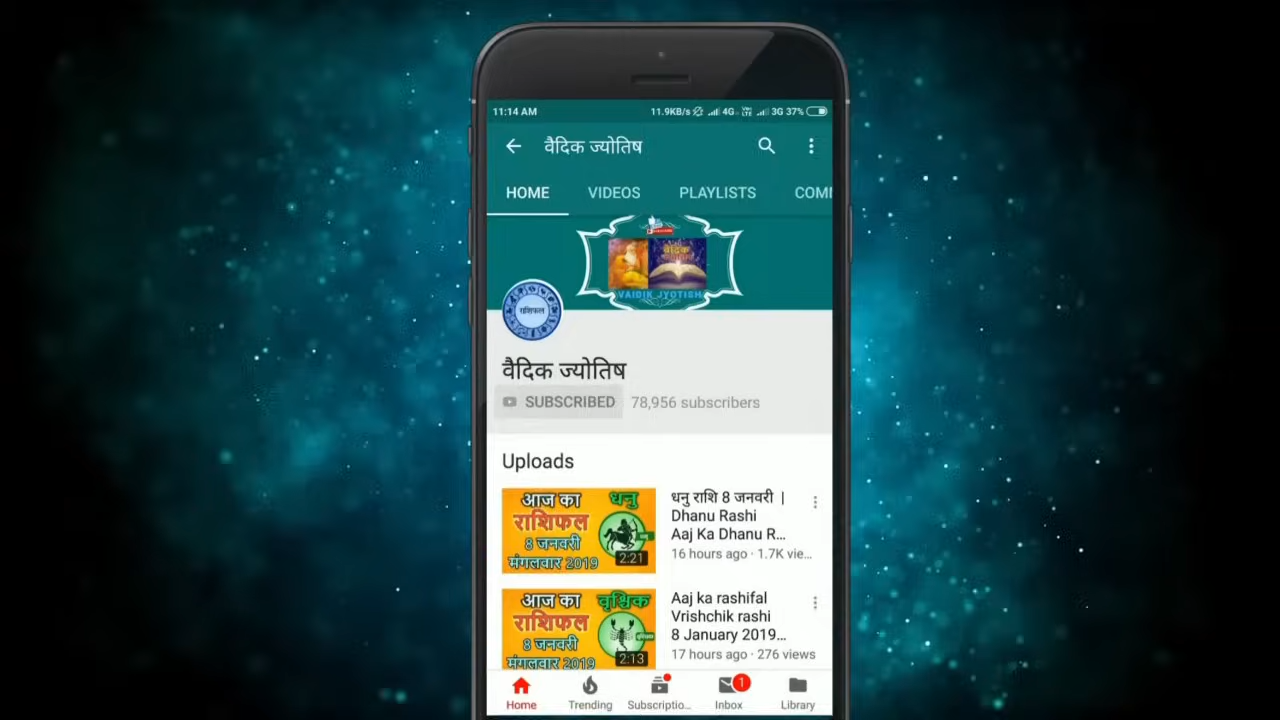 11:14 AM
11.9KB/s 4G 3G 37%
वैदिक ज्योतिष
HOME VIDEOS PLAYLISTS COMM
वैदिक
VAIDIK JYOTISH
राशिफल
वैदिक ज्योतिष
SUBSCRIBED 78,956 subscribers
Uploads
आज का धनु
राशिफल
8 जनवरी
मंगलवार 2019
2:21
धनु राशि 8 जनवरी |
Dhanu Rashi
Aaj Ka Dhanu R...
16 hours ago · 1.7K vie...
आज का वृश्चिक
राशिफल
8 जनवरी
मंगलवार 2019
2:13
Aaj ka rashifal
Vrishchik rashi
8 January 2019...
17 hours ago · 276 views
1
Home Trending Subscriptio... Inbox Library